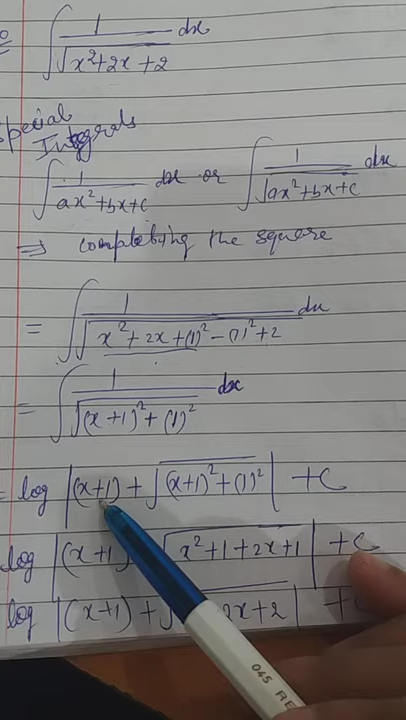 ∫ 1/√(x²+2x+2) dx
Special
Integrals
∫ 1/(ax²+bx+c) dx or ∫ 1/√(ax²+bx+c) dx
⇒ completing the square
= ∫ 1/√(x²+2x+(1)²-(1)²+2) dx
= ∫ 1/√((x+1)²+(1)²) dx
= log |(x+1) + √((x+1)²+(1)²)| + C
log |(x+1) √(x²+1+2x+1)| + C
log |(x+1) + √(2x+2)| +
045 RE